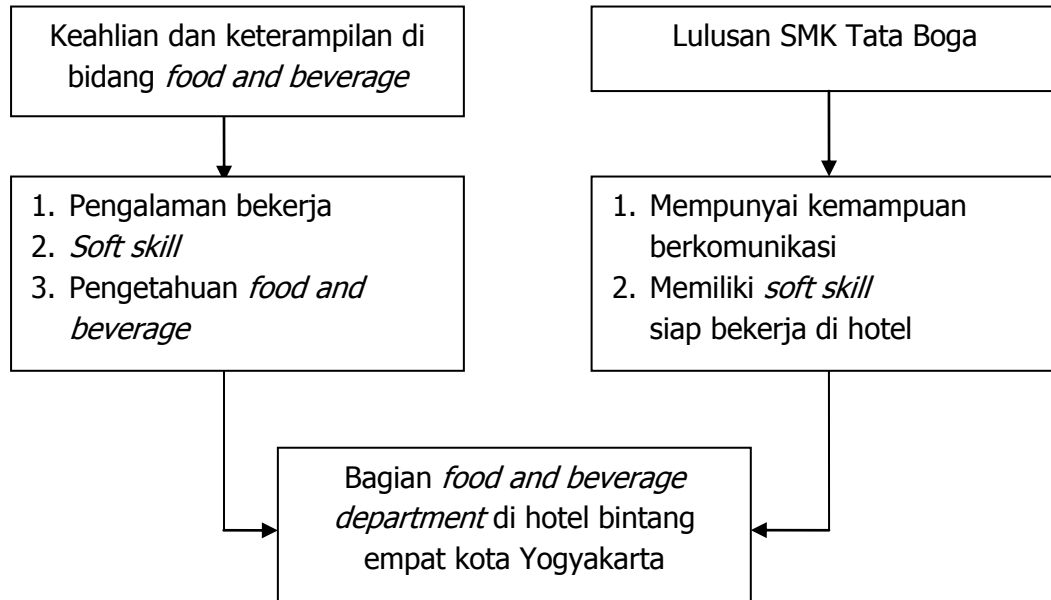 Keahlian dan keterampilan di
bidang food and beverage
Lulusan SMK Tata Boga
1. Pengalaman bekerja
2. Soft skill
3. Pengetahuan food and
beverage
1. Mempunyai kemampuan
berkomunikasi
2. Memiliki soft skill
siap bekerja di hotel
Bagian food and beverage
department di hotel bintang
empat kota Yogyakarta